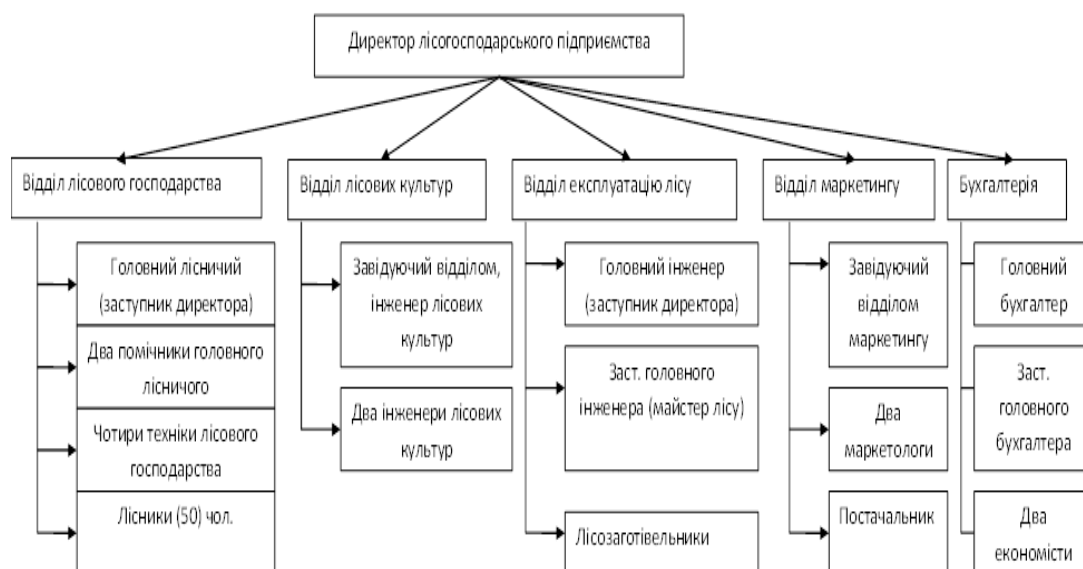 Директор лісогосподарського підприємства
Відділ лісового господарства
Відділ лісових культур
Відділ експлуатацію лісу
Відділ маркетингу
Бухгалтерія
Головний лісничий
(заступник директора)
Два помічники головного
лісничого
Чотири техніки лісового
господарства
Лісники (50) чол.
Завідуючий відділом,
інженер лісових
культур
Два інженери лісових
культур
Головний інженер
(заступник директора)
Заст. головного
інженера (майстер лісу)
Лісозаготівельники
Завідуючий
відділом
маркетингу
Два
маркетологи
Постачальник
Головний
бухгалтер
Заст.
головного
бухгалтера
Два
економісти